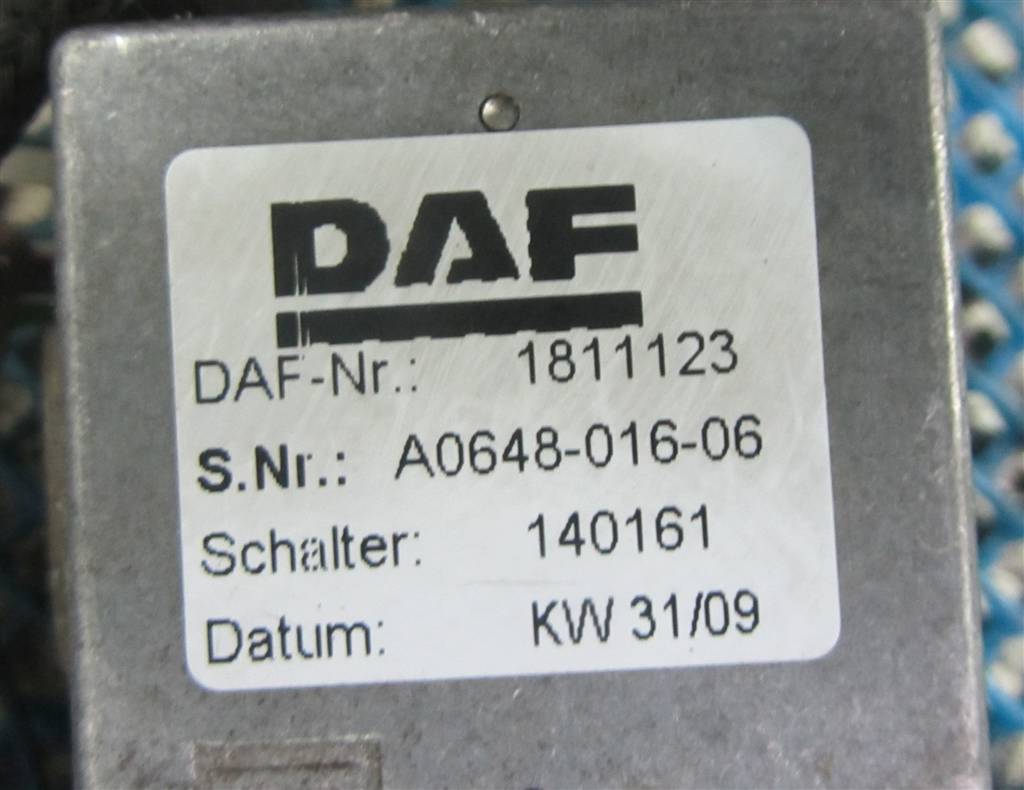 DAF
DAF-Nr.: 1811123
S.Nr.: A0648-016-06
Schalter: 140161
Datum: KW 31/09